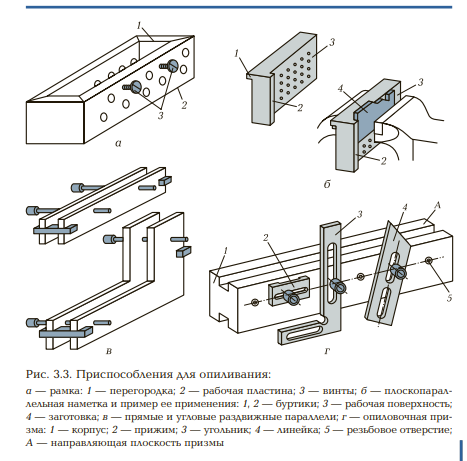 1
2
3
а
1
3
2
4
3
2
б
в
1
2
3
4
А
5
г
Рис. 3.3. Приспособления для опиливания:
а — рамка: 1 — перегородка; 2 — рабочая пластина; 3 — винты; б — плоскопарал-
лельная наметка и пример ее применения: 1, 2 — буртики; 3 — рабочая поверхность;
4 — заготовка; в — прямые и угловые раздвижные параллели; г — опиловочная при-
зма: 1 — корпус; 2 — прижим; 3 — угольник; 4 — линейка; 5 — резьбовое отверстие;
А — направляющая плоскость призмы